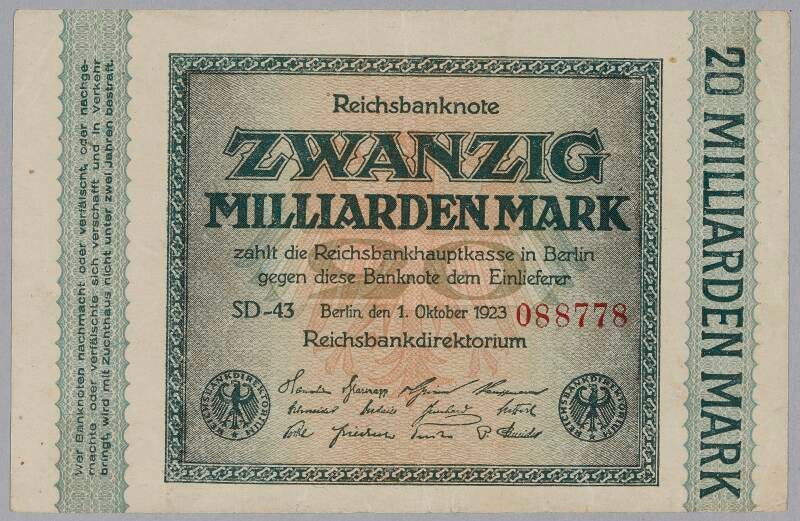 Wer Banknoten nachmacht oder verfälscht, oder nachge-
machte oder verfälschte sich verschafft und in Verkehr
bringt, wird mit Zuchthaus nicht unter zwei Jahren bestraft.
Reichsbanknote
ZWANZIG
MILLIARDEN MARK
zahlt die Reichsbankhauptkasse in Berlin
gegen diese Banknote dem Einlieferer
SD-43 Berlin, den 1. Oktober 1923 088778
Reichsbankdirektorium
REICHSBANKDIREKTORIUM
REICHSBANKDIREKTORIUM
20 MILLIARDEN MARK